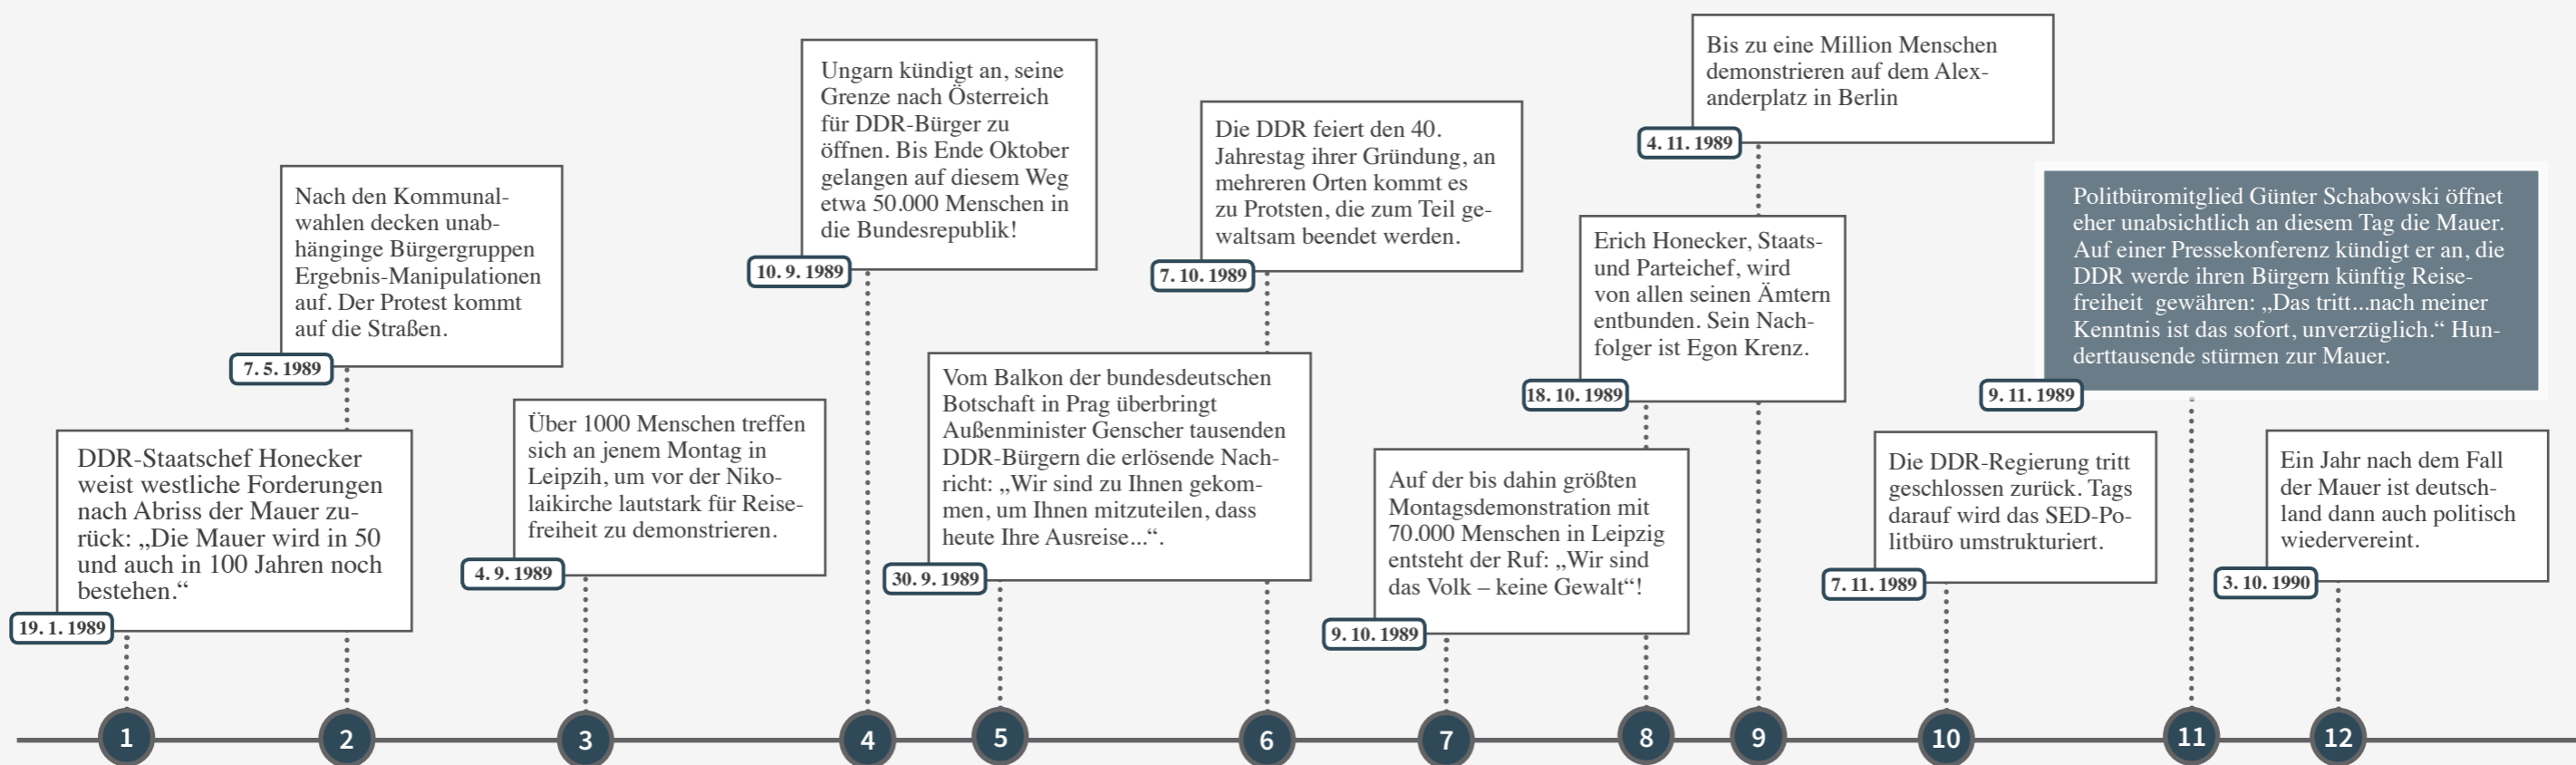 DDR-Staatschef Honecker
weist westliche Forderungen
nach Abriss der Mauer zu-
rück: „Die Mauer wird in 50
und auch in 100 Jahren noch
bestehen.“
19. 1. 1989
Nach den Kommunal-
wahlen decken unab-
hänginge Bürgergruppen
Ergebnis-Manipulationen
auf. Der Protest kommt
auf die Straßen.
7. 5. 1989
Über 1000 Menschen treffen
sich an jenem Montag in
Leipzih, um vor der Niko-
laikirche lautstark für Reise-
freiheit zu demonstrieren.
4. 9. 1989
Ungarn kündigt an, seine
Grenze nach Österreich
für DDR-Bürger zu
öffnen. Bis Ende Oktober
gelangen auf diesem Weg
etwa 50.000 Menschen in
die Bundesrepublik!
10. 9. 1989
Vom Balkon der bundesdeutschen
Botschaft in Prag überbringt
Außenminister Genscher tausenden
DDR-Bürgern die erlösende Nach-
richt: „Wir sind zu Ihnen gekom-
men, um Ihnen mitzuteilen, dass
heute Ihre Ausreise...“.
30. 9. 1989
Die DDR feiert den 40.
Jahrestag ihrer Gründung, an
mehreren Orten kommt es
zu Protsten, die zum Teil ge-
waltsam beendet werden.
7. 10. 1989
Auf der bis dahin größten
Montagsdemonstration mit
70.000 Menschen in Leipzig
entsteht der Ruf: „Wir sind
das Volk – keine Gewalt“!
9. 10. 1989
Erich Honecker, Staats-
und Parteichef, wird
von allen seinen Ämtern
entbunden. Sein Nach-
folger ist Egon Krenz.
18. 10. 1989
Bis zu eine Million Menschen
demonstrieren auf dem Alex-
anderplatz in Berlin
4. 11. 1989
Die DDR-Regierung tritt
geschlossen zurück. Tags
darauf wird das SED-Po-
litbüro umstrukturiert.
7. 11. 1989
Politbüromitglied Günter Schabowski öffnet
eher unabsichtlich an diesem Tag die Mauer.
Auf einer Pressekonferenz kündigt er an, die
DDR werde ihren Bürgern künftig Reise-
freiheit gewähren: „Das tritt...nach meiner
Kenntnis ist das sofort, unverzüglich.“ Hun-
derttausende stürmen zur Mauer.
9. 11. 1989
Ein Jahr nach dem Fall
der Mauer ist deutsch-
land dann auch politisch
wiedervereint.
3. 10. 1990
1 2 3 4 5 6 7 8 9 10 11 12